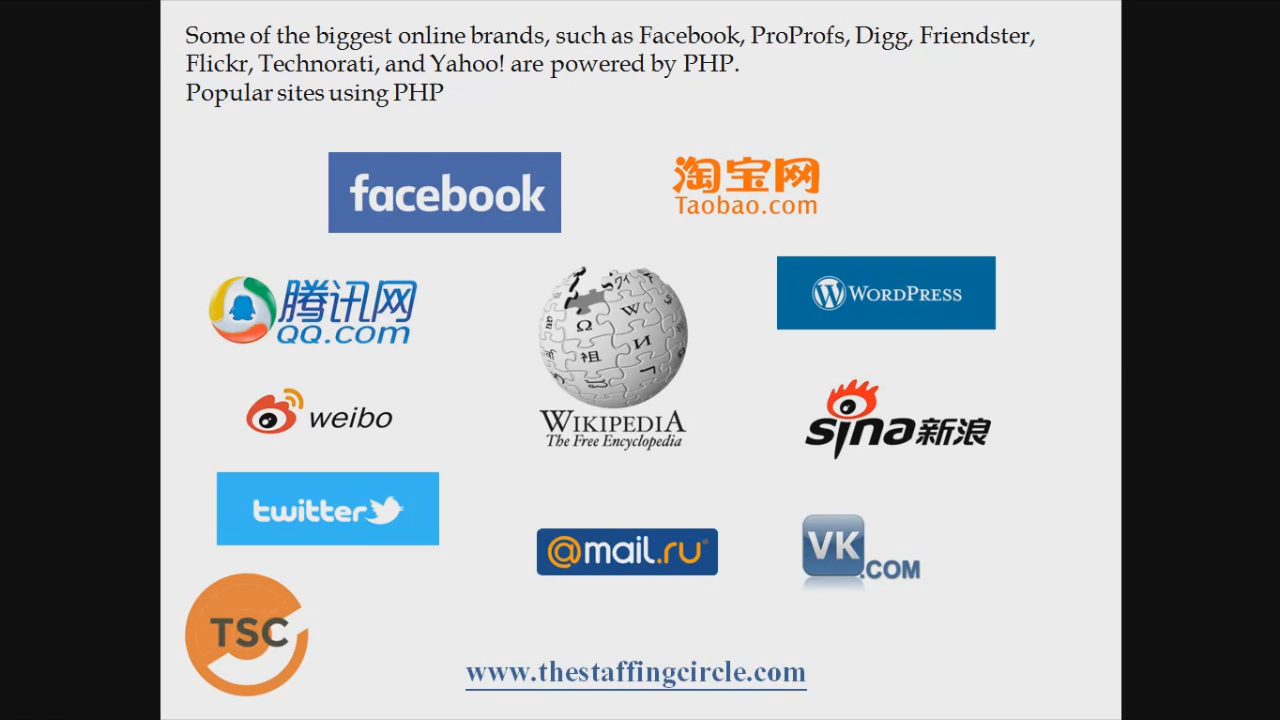 Some of the biggest online brands, such as Facebook, ProProfs, Digg, Friendster,
Flickr, Technorati, and Yahoo! are powered by PHP.
Popular sites using PHP
facebook
淘宝网
Taobao.com
腾讯网
QQ.com
WORDPRESS
Ω
W
И
祖
WIKIPEDIA
The Free Encyclopedia
weibo
sina新浪
twitter
@mail.ru
VK
.COM
TSC
www.thestaffingcircle.com